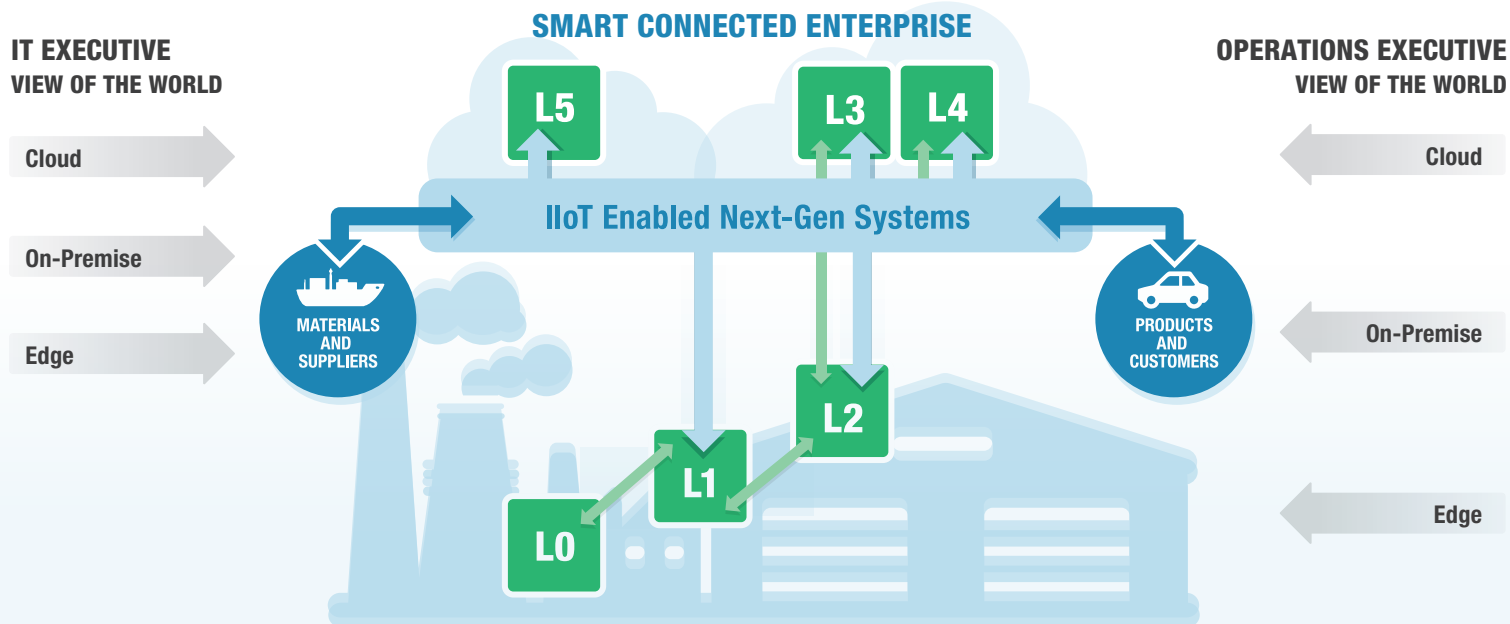 SMART CONNECTED ENTERPRISE
IT EXECUTIVE
VIEW OF THE WORLD
Cloud
On-Premise
Edge
OPERATIONS EXECUTIVE
VIEW OF THE WORLD
Cloud
On-Premise
Edge
L5
L3
L4
IIoT Enabled Next-Gen Systems
MATERIALS
AND
SUPPLIERS
PRODUCTS
AND
CUSTOMERS
L2
L1
L0